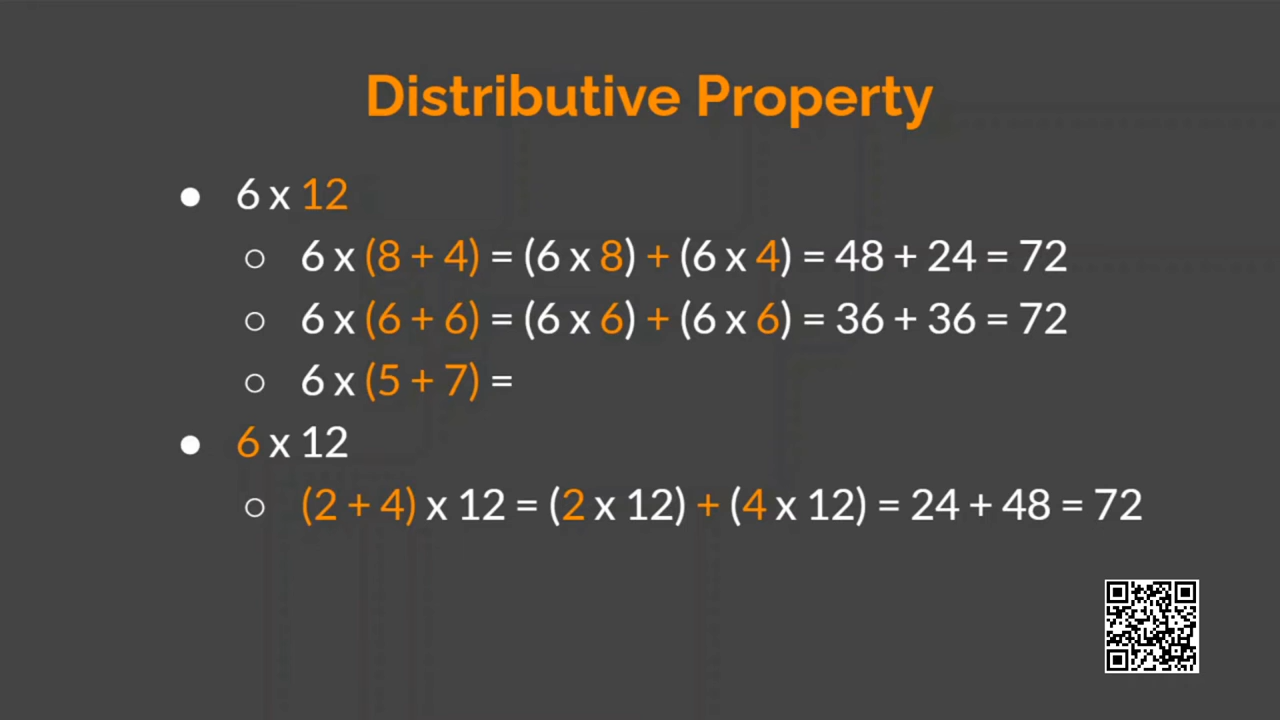 Distributive Property
● 6 x 12
○ 6 x (8 + 4) = (6 x 8) + (6 x 4) = 48 + 24 = 72
○ 6 x (6 + 6) = (6 x 6) + (6 x 6) = 36 + 36 = 72
○ 6 x (5 + 7) =
● 6 x 12
○ (2 + 4) x 12 = (2 x 12) + (4 x 12) = 24 + 48 = 72